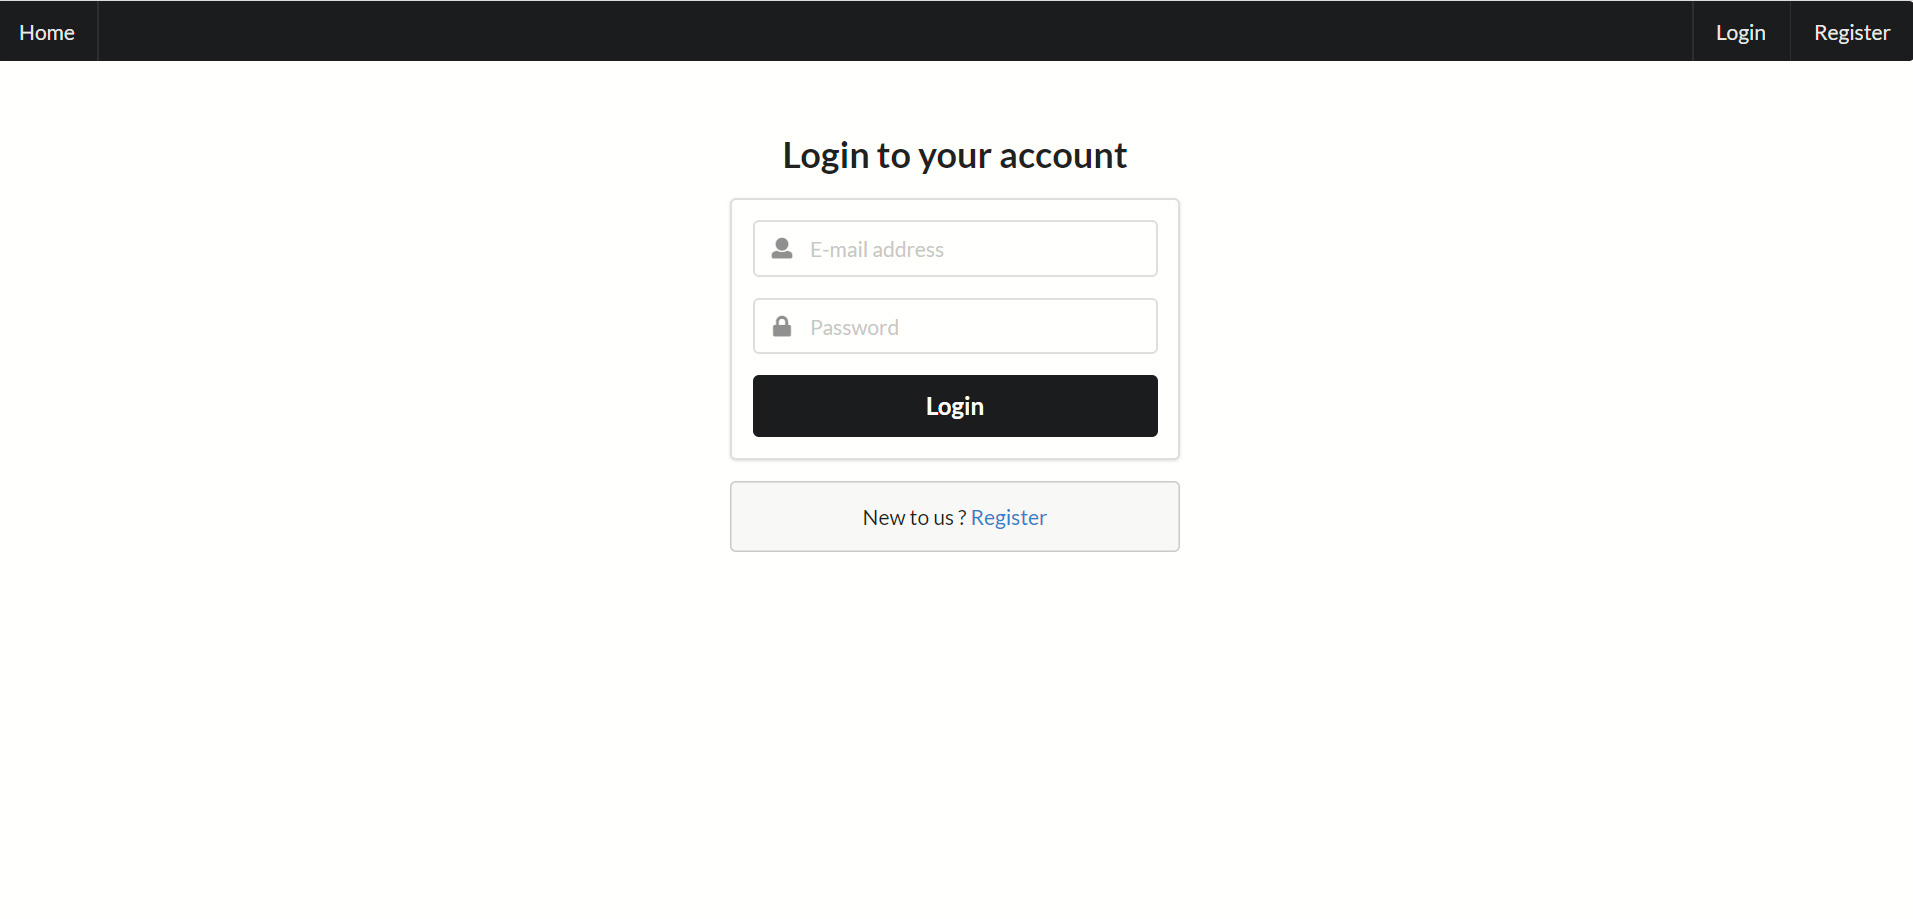 Home Login Register
Login to your account
E-mail address
Password
Login
New to us ? Register